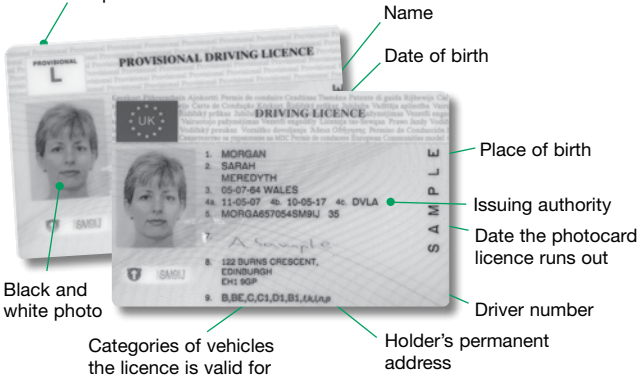 Name
Date of birth
Place of birth
Issuing authority
Date the photocard
licence runs out
Driver number
Holder's permanent
address
Categories of vehicles
the licence is valid for
Black and
white photo
PROVISIONAL
L
PROVISIONAL DRIVING LICENCE
SM9IJ
UK
DRIVING LICENCE
1. MORGAN
2. SARAH
MEREDYTH
3. 05-07-64 WALES
4a. 11-05-07 4b. 10-05-17 4c. DVLA
5. MORGA657054SM9IJ 35
7.
A Sample
8. 122 BURNS CRESCENT,
EDINBURGH
EH1 9GP
9. B,BE,C,C1,D1,B1,f,k,l,n,p
SM9IJ
SAMPLE